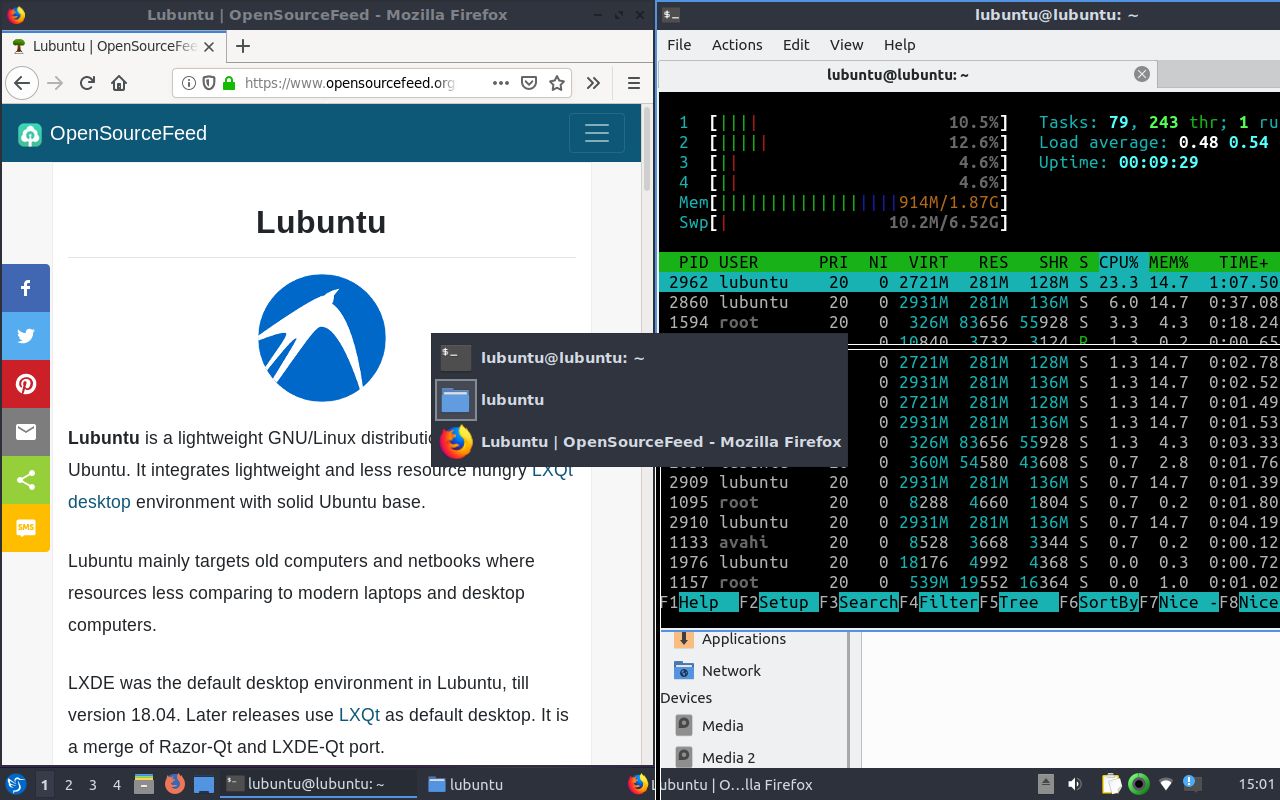 Lubuntu | OpenSourceFeed - Mozilla Firefox
Lubuntu | OpenSourceFee
https://www.opensourcefeed.org
OpenSourceFeed
Lubuntu
Lubuntu is a lightweight GNU/Linux distributi
Ubuntu. It integrates lightweight and less resource hungry LXQt
desktop environment with solid Ubuntu base.
Lubuntu mainly targets old computers and netbooks where
resources less comparing to modern laptops and desktop
computers.
LXDE was the default desktop environment in Lubuntu, till
version 18.04. Later releases use LXQt as default desktop. It is
a merge of Razor-Qt and LXDE-Qt port.
SMS
$_ lubuntu@lubuntu: ~
lubuntu
Lubuntu | OpenSourceFeed - Mozilla Firefox
$_ lubuntu@lubuntu: ~
File Actions Edit View Help
lubuntu@lubuntu: ~
1 [|||| 10.5%] Tasks: 79, 243 thr; 1 ru
2 [||||| 12.6%] Load average: 0.48 0.54
3 [|| 4.6%] Uptime: 00:09:29
4 [|| 4.6%]
Mem[||||||||||||||||||914M/1.87G]
Swp[| 10.2M/6.52G]
PID USER PRI NI VIRT RES SHR S CPU% MEM% TIME+
2962 lubuntu 20 0 2721M 281M 128M S 23.3 14.7 1:07.50
2860 lubuntu 20 0 2931M 281M 136M S 6.0 14.7 0:37.08
1594 root 20 0 326M 83656 55928 S 3.3 4.3 0:18.24
0 10840 3732 3124 R 1.3 0.2 0:00.65
0 2721M 281M 128M S 1.3 14.7 0:02.78
0 2931M 281M 136M S 1.3 14.7 0:02.52
0 2721M 281M 128M S 1.3 14.7 0:01.49
0 2931M 281M 136M S 1.3 14.7 0:01.53
0 326M 83656 55928 S 1.3 4.3 0:03.33
0 360M 54580 43608 S 0.7 2.8 0:01.76
2909 lubuntu 20 0 2931M 281M 136M S 0.7 14.7 0:01.39
1095 root 20 0 8288 4660 1804 S 0.7 0.2 0:01.80
2910 lubuntu 20 0 2931M 281M 136M S 0.7 14.7 0:04.19
1133 avahi 20 0 8528 3668 3344 S 0.7 0.2 0:00.12
1976 lubuntu 20 0 18176 4992 4368 S 0.0 0.3 0:00.72
1157 root 20 0 539M 19552 16364 S 0.0 1.0 0:01.02
F1Help F2Setup F3SearchF4FilterF5Tree F6SortByF7Nice -F8Nice
Applications
Network
Devices
Media
Media 2
1 2 3 4 lubuntu@lubuntu: ~ lubuntu Lubuntu | O…lla Firefox 15:01